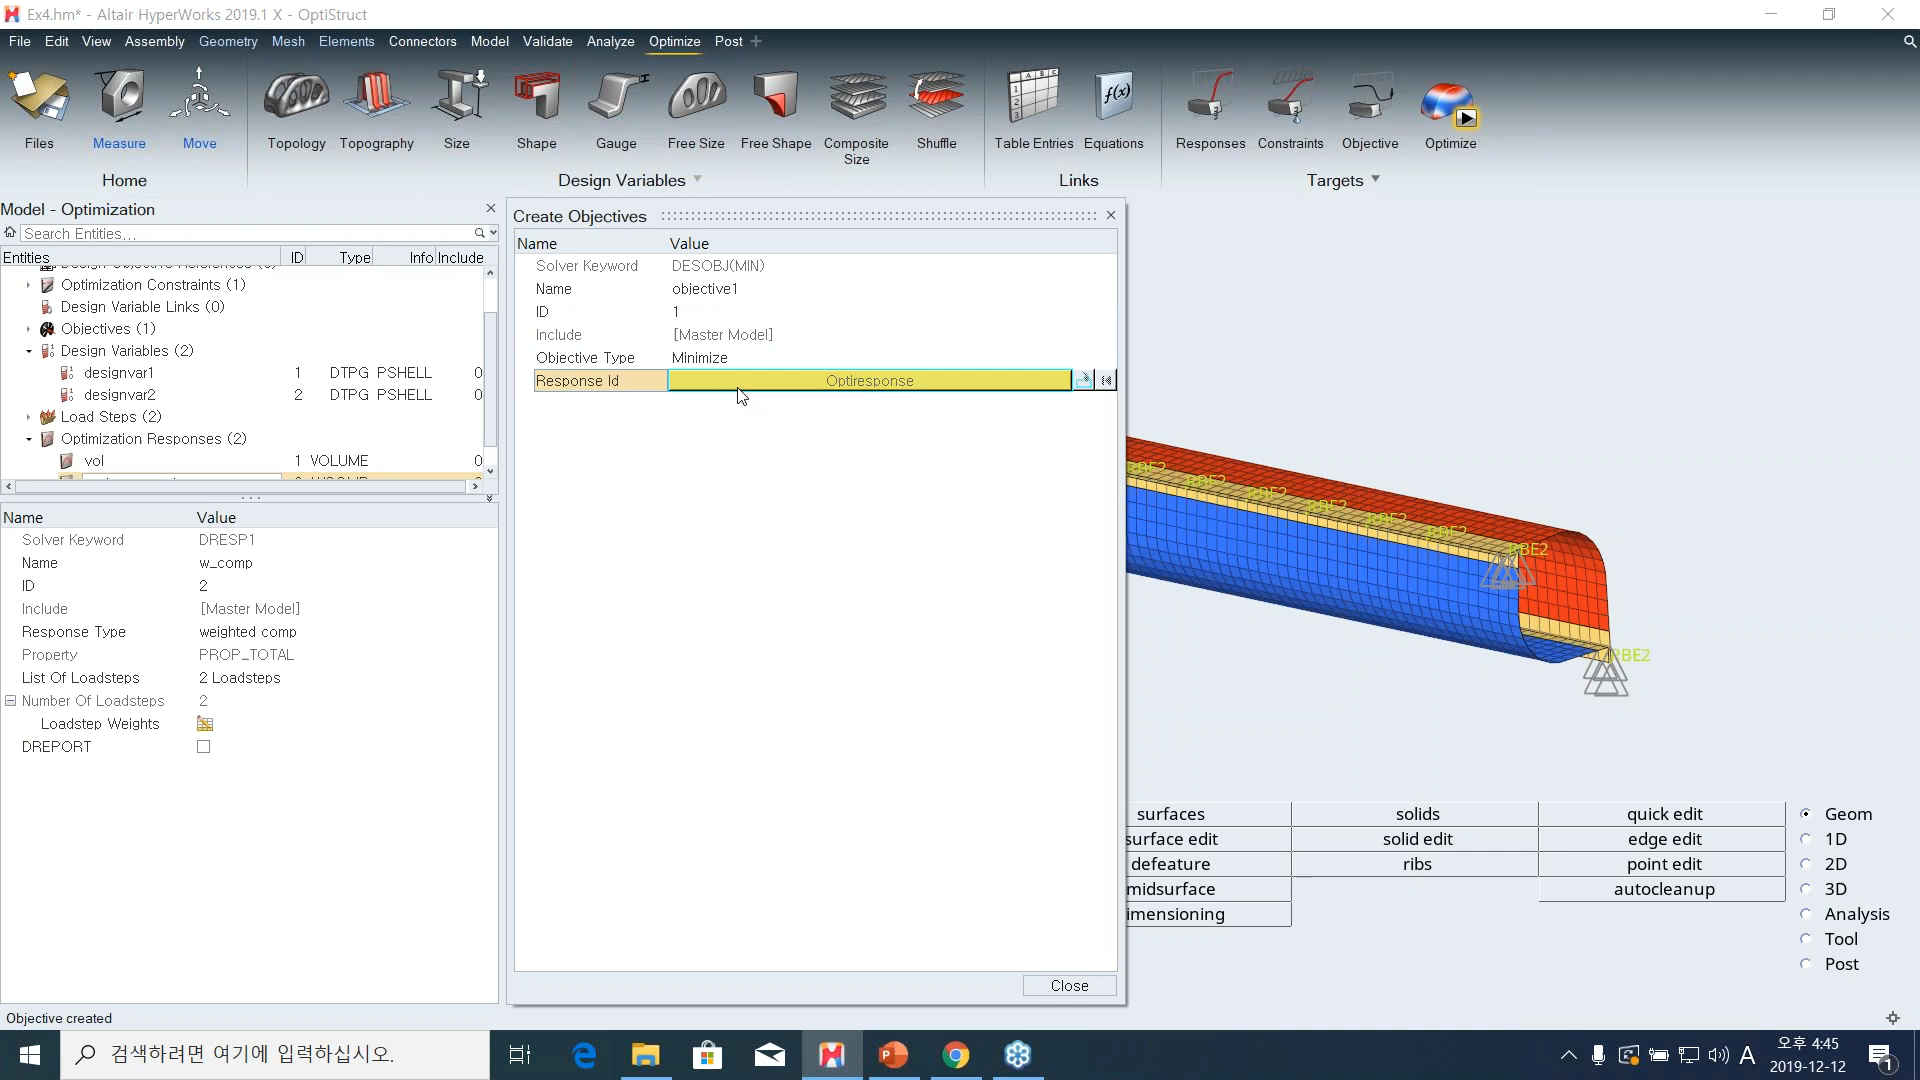 Ex4.hm* - Altair HyperWorks 2019.1 X - OptiStruct
File Edit View Assembly Geometry Mesh Elements Connectors Model Validate Analyze Optimize Post
Files Measure Move Topology Topography Size Shape Gauge Free Size Free Shape Composite Size Shuffle Table Entries Equations Responses Constraints Objective Optimize
Home Design Variables Links Targets
Model - Optimization
Search Entities...
Entities ID Type Info Include
Optimization Constraints (1)
Design Variable Links (0)
Objectives (1)
Design Variables (2)
designvar1 1 DTPG PSHELL 0
designvar2 2 DTPG PSHELL 0
Load Steps (2)
Optimization Responses (2)
vol 1 VOLUME 0
Name Value
Solver Keyword DRESP1
Name w_comp
ID 2
Include [Master Model]
Response Type weighted comp
Property PROP_TOTAL
List Of Loadsteps 2 Loadsteps
Number Of Loadsteps 2
Loadstep Weights
DREPORT
Objective created
Create Objectives
Name Value
Solver Keyword DESOBJ(MIN)
Name objective1
ID 1
Include [Master Model]
Objective Type Minimize
Response Id Optiresponse
Close
RBE2
RBE2
RBE2
RBE2
RBE2
RBE2
RBE2
RBE2
surfaces solids quick edit Geom
surface edit solid edit edge edit 1D
defeature ribs point edit 2D
midsurface autocleanup 3D
imensioning Analysis
Tool
Post
검색하려면 여기에 입력하십시오.
A
오후 4:45
2019-12-12
1